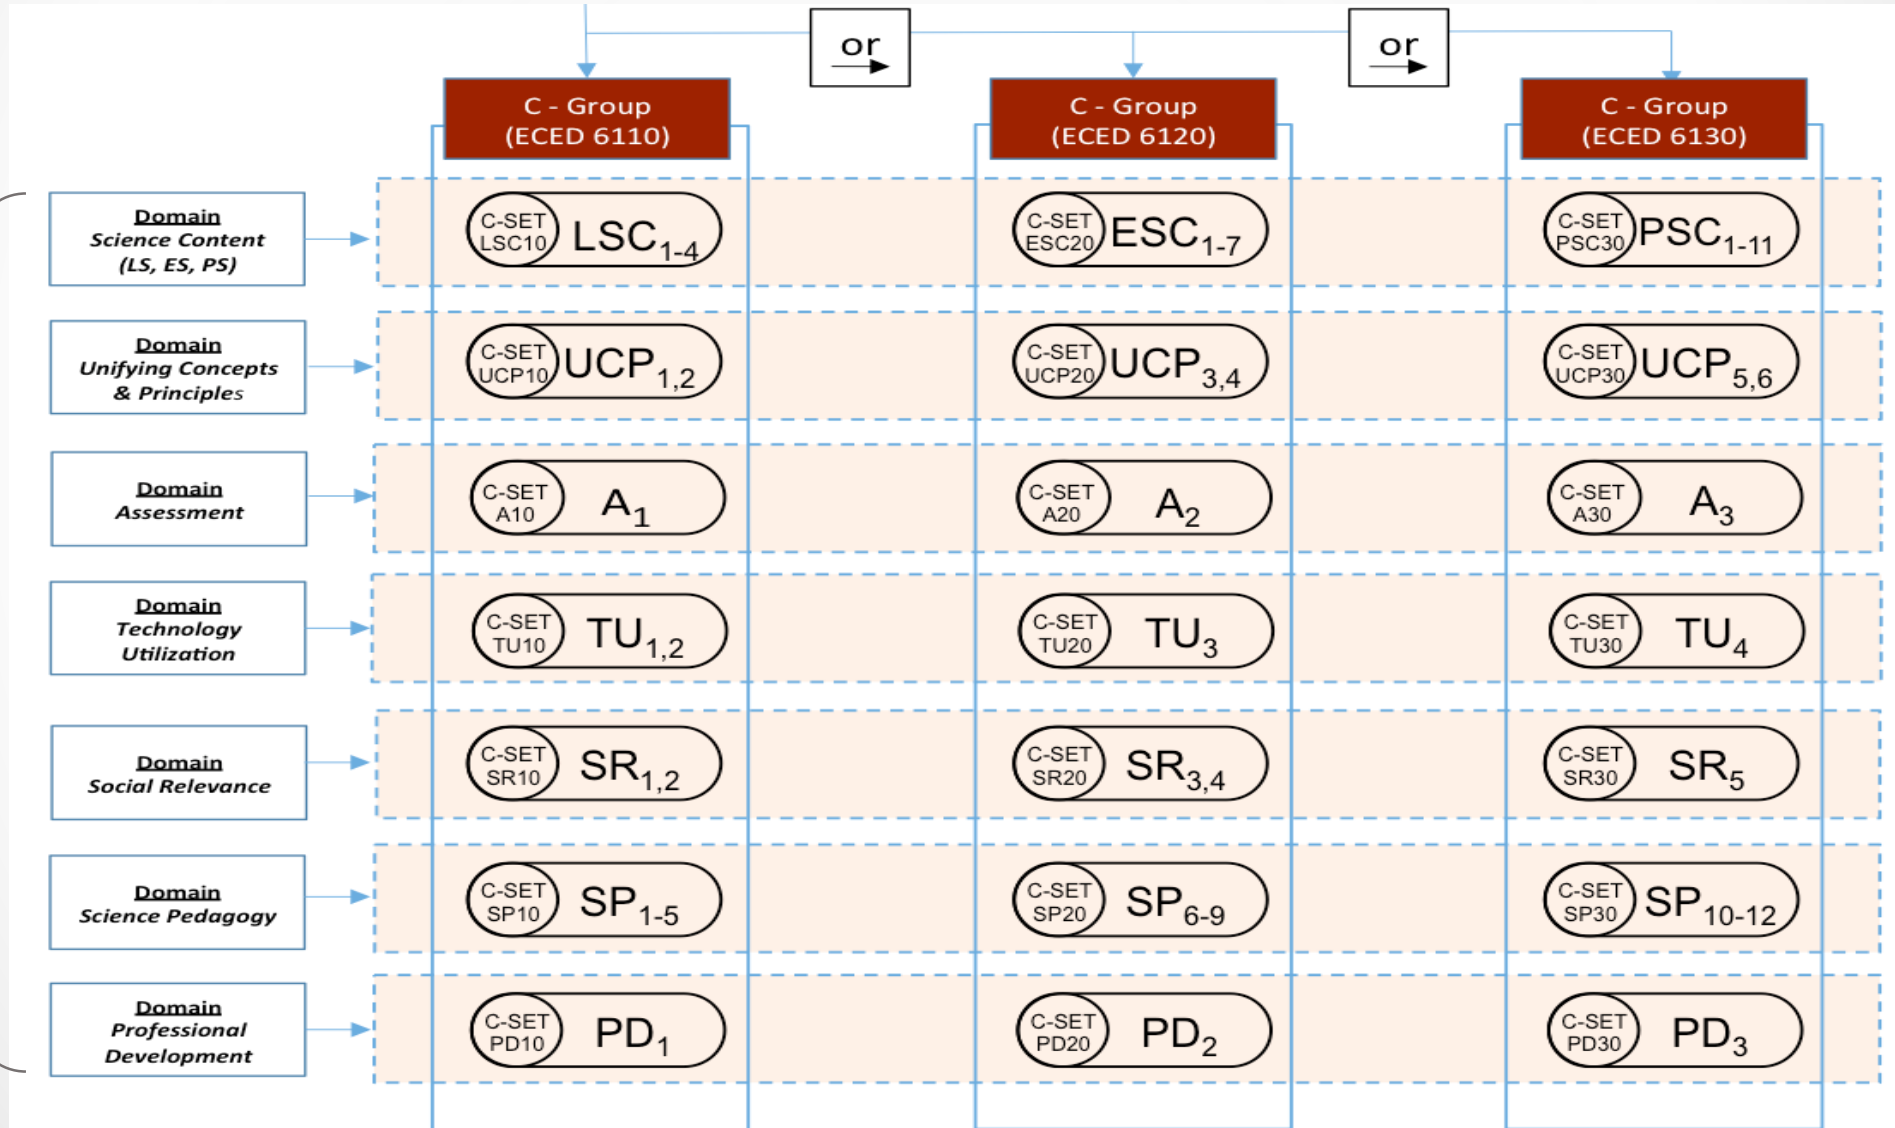 or
or
C - Group
(ECED 6110)
C - Group
(ECED 6120)
C - Group
(ECED 6130)
Domain
Science Content
(LS, ES, PS)
C-SET
LSC10
LSC1-4
C-SET
ESC20
ESC1-7
C-SET
PSC30
PSC1-11
Domain
Unifying Concepts
& Principles
C-SET
UCP10
UCP1,2
C-SET
UCP20
UCP3,4
C-SET
UCP30
UCP5,6
Domain
Assessment
C-SET
A10
A1
C-SET
A20
A2
C-SET
A30
A3
Domain
Technology
Utilization
C-SET
TU10
TU1,2
C-SET
TU20
TU3
C-SET
TU30
TU4
Domain
Social Relevance
C-SET
SR10
SR1,2
C-SET
SR20
SR3,4
C-SET
SR30
SR5
Domain
Science Pedagogy
C-SET
SP10
SP1-5
C-SET
SP20
SP6-9
C-SET
SP30
SP10-12
Domain
Professional
Development
C-SET
PD10
PD1
C-SET
PD20
PD2
C-SET
PD30
PD3